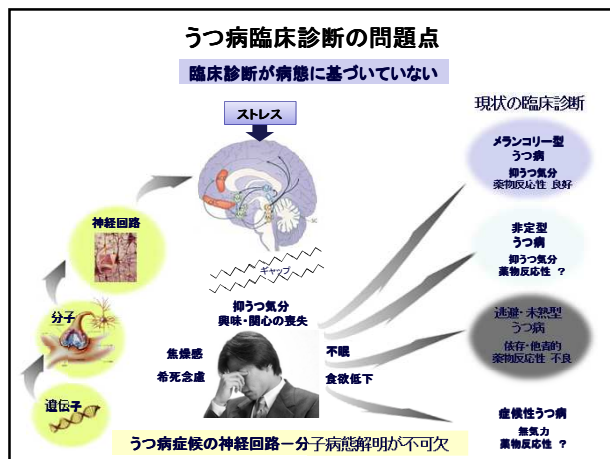 うつ病臨床診断の問題点
臨床診断が病態に基づいていない
ストレス
神経回路
分子
遺伝子
ギャップ
抑うつ気分
興味・関心の喪失
焦燥感
希死念慮
不眠
食欲低下
現状の臨床診断
メランコリー型
うつ病
抑うつ気分
薬物反応性 良好
非定型
うつ病
抑うつ気分
薬物反応性 ?
逃避・未熟型
うつ病
依存・他責的
薬物反応性 不良
症候性うつ病
無気力
薬物反応性 ?
うつ病症候の神経回路－分子病態解明が不可欠